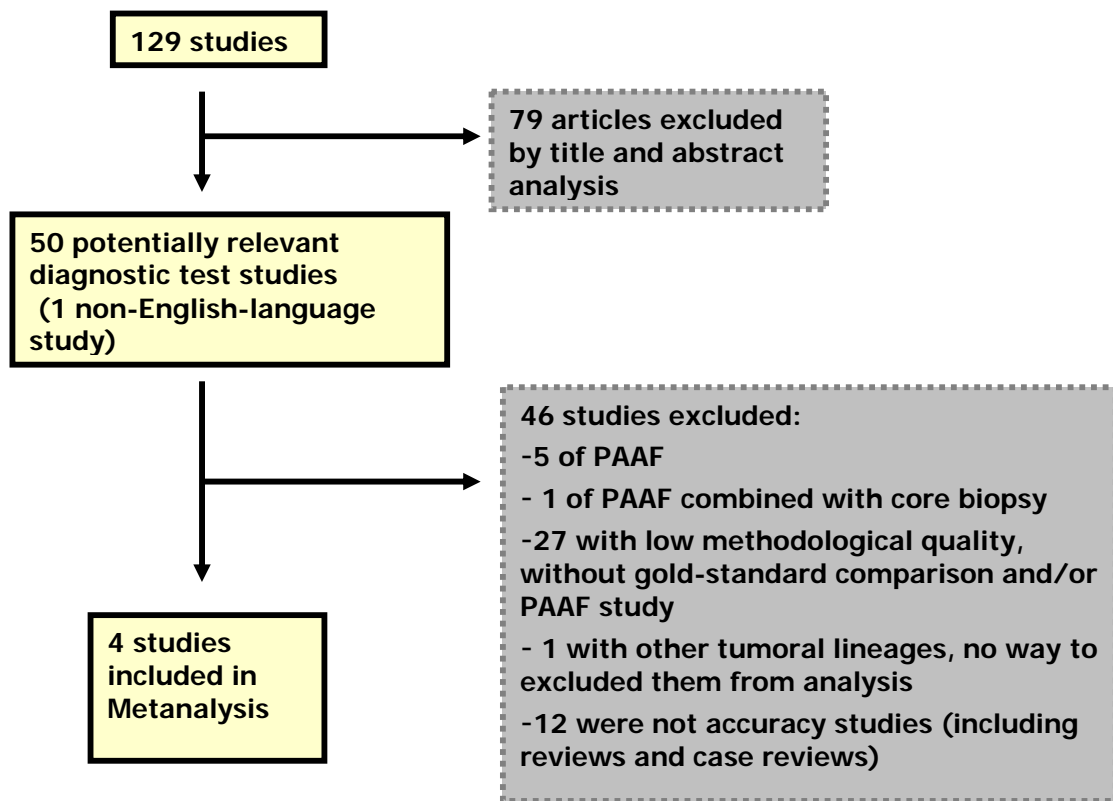 129 studies
79 articles excluded
by title and abstract
analysis
50 potentially relevant
diagnostic test studies
(1 non-English-language
study)
46 studies excluded:
-5 of PAAF
- 1 of PAAF combined with core biopsy
-27 with low methodological quality,
without gold-standard comparison and/or
PAAF study
- 1 with other tumoral lineages, no way to
excluded them from analysis
-12 were not accuracy studies (including
reviews and case reviews)
4 studies
included in
Metanalysis